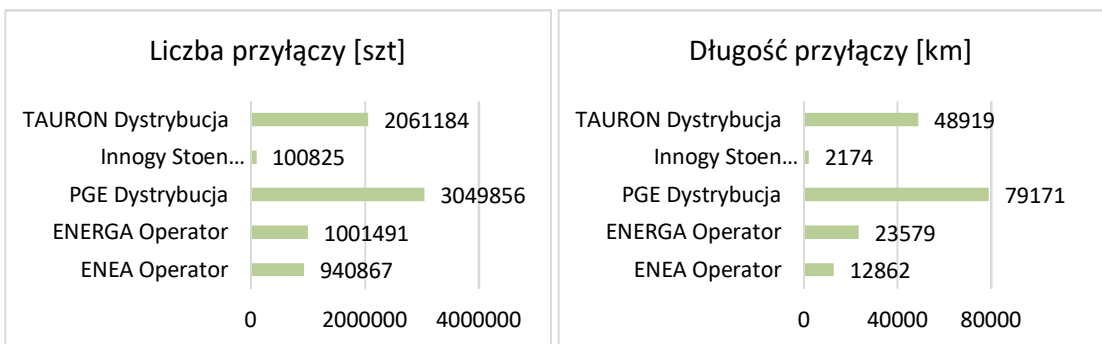 Liczba przyłączy [szt]
TAURON Dystrybucja 2061184
Innogy Stoen... 100825
PGE Dystrybucja 3049856
ENERGA Operator 1001491
ENEA Operator 940867
0 2000000 4000000
Długość przyłączy [km]
TAURON Dystrybucja 48919
Innogy Stoen... 2174
PGE Dystrybucja 79171
ENERGA Operator 23579
ENEA Operator 12862
0 40000 80000